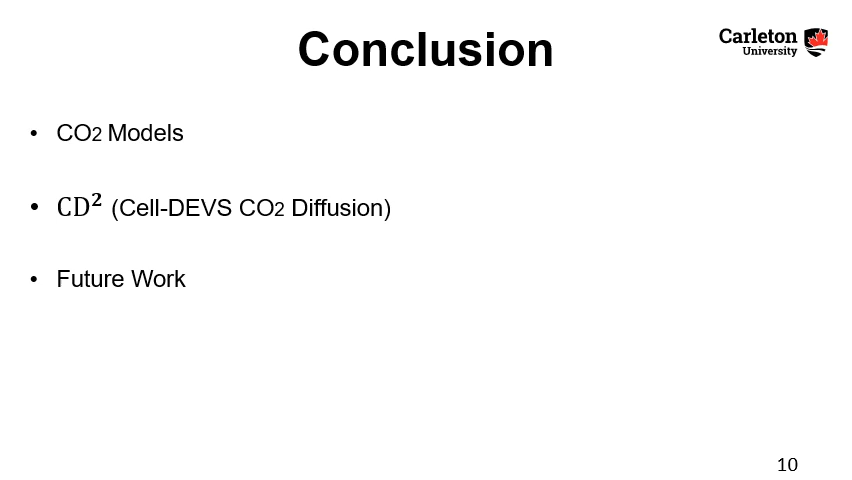 Conclusion
Carleton
University
• CO2 Models
• CD² (Cell-DEVS CO2 Diffusion)
• Future Work
10